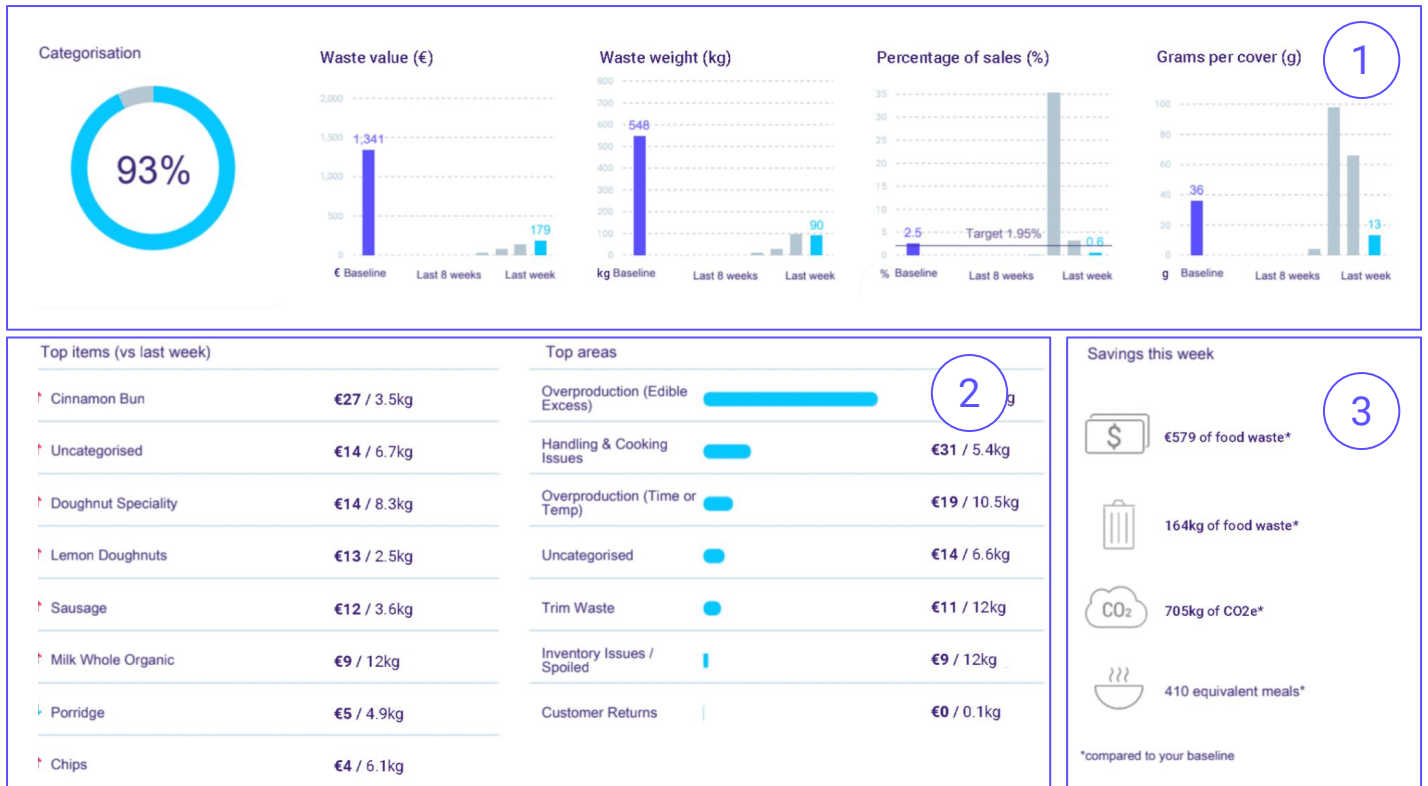 Categorisation
93%
Waste value (€)
2,000
1,500
1,000
500
0
1,341
179
€ Baseline
Last 8 weeks
Last week
Waste weight (kg)
800
700
600
500
400
300
200
100
0
548
90
kg Baseline
Last 8 weeks
Last week
Percentage of sales (%)
35
30
25
20
15
10
5
0
2.5
Target 1.95%
0.6
% Baseline
Last 8 weeks
Last week
Grams per cover (g)
100
80
60
40
20
0
36
13
g Baseline
Last 8 weeks
Last week
1
Top items (vs last week)
Cinnamon Bun €27 / 3.5kg
Uncategorised €14 / 6.7kg
Doughnut Speciality €14 / 8.3kg
Lemon Doughnuts €13 / 2.5kg
Sausage €12 / 3.6kg
Milk Whole Organic €9 / 12kg
Porridge €5 / 4.9kg
Chips €4 / 6.1kg
Top areas
2
Overproduction (Edible
Excess)
Handling & Cooking
Issues
€31 / 5.4kg
Overproduction (Time or
Temp)
€19 / 10.5kg
Uncategorised €14 / 6.6kg
Trim Waste €11 / 12kg
Inventory Issues /
Spoiled
€9 / 12kg
Customer Returns €0 / 0.1kg
Savings this week
3
$
€579 of food waste*
164kg of food waste*
CO₂
705kg of CO2e*
410 equivalent meals*
*compared to your baseline